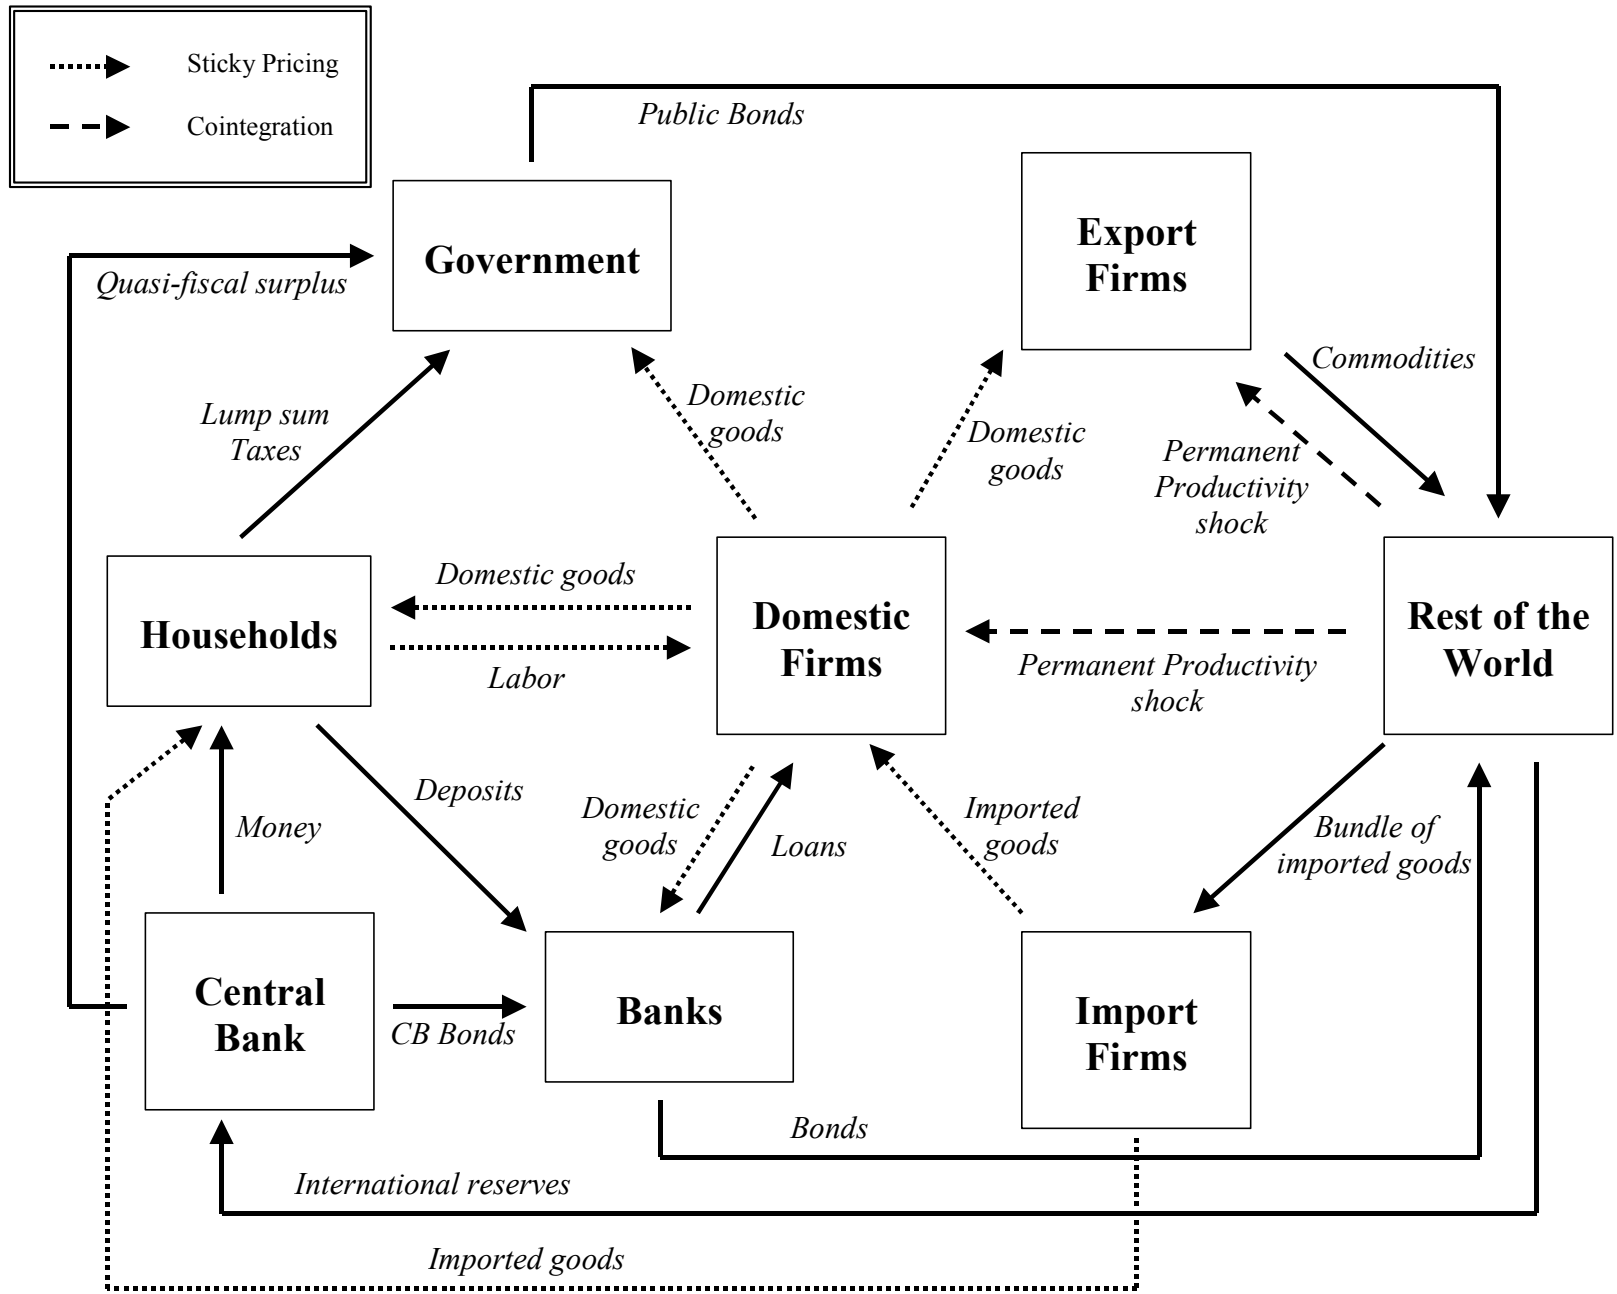 Sticky Pricing
Cointegration
Public Bonds
Government
Export
Firms
Quasi-fiscal surplus
Commodities
Lump sum
Taxes
Domestic
goods
Domestic
goods
Permanent
Productivity
shock
Households
Domestic goods
Labor
Domestic
Firms
Permanent Productivity
shock
Rest of the
World
Money
Deposits
Domestic
goods
Loans
Imported
goods
Bundle of
imported goods
Central
Bank
CB Bonds
Banks
Import
Firms
Bonds
International reserves
Imported goods